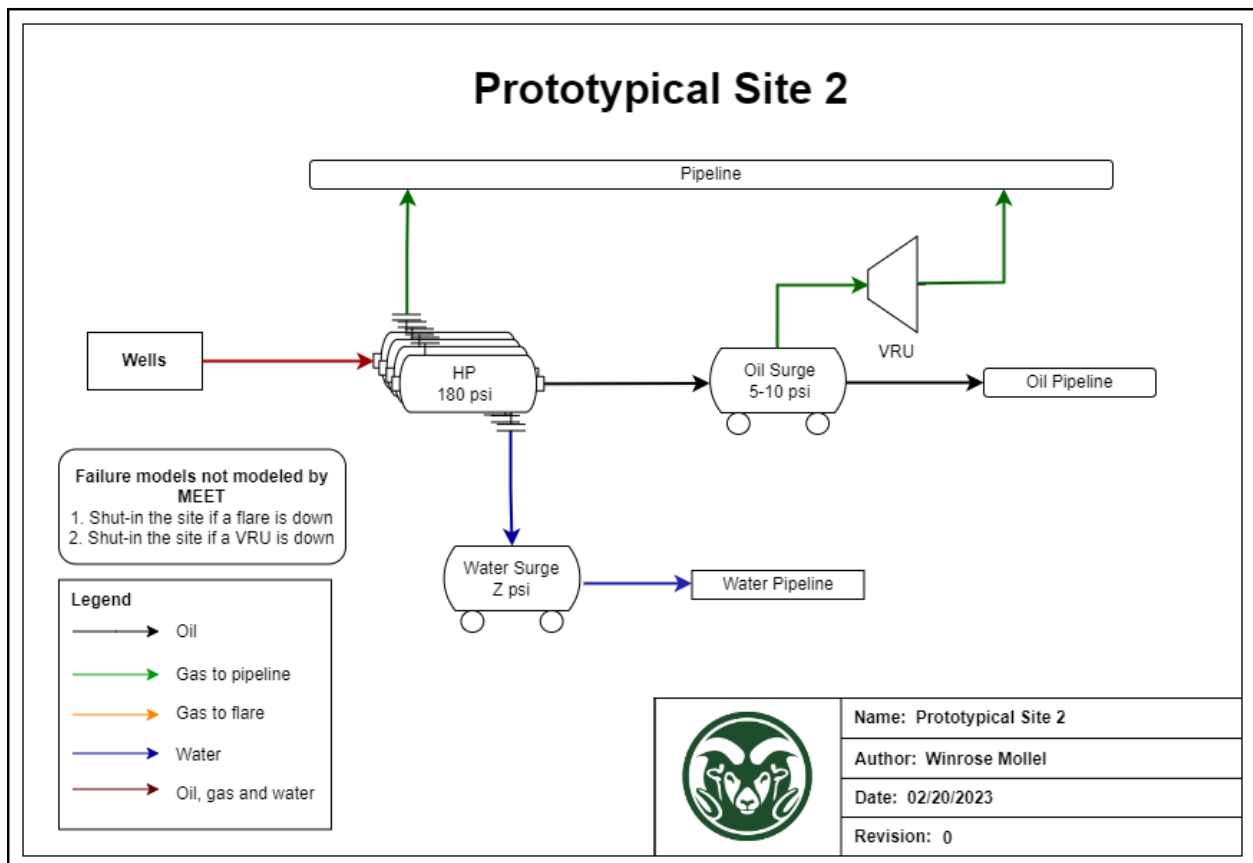 Prototypical Site 2
Pipeline
VRU
Wells
HP
180 psi
Oil Surge
5-10 psi
Oil Pipeline
Failure models not modeled by
MEET
1. Shut-in the site if a flare is down
2. Shut-in the site if a VRU is down
Water Surge
Z psi
Water Pipeline
Legend
Oil
Gas to pipeline
Gas to flare
Water
Oil, gas and water
Name: Prototypical Site 2
Author: Winrose Mollel
Date: 02/20/2023
Revision: 0